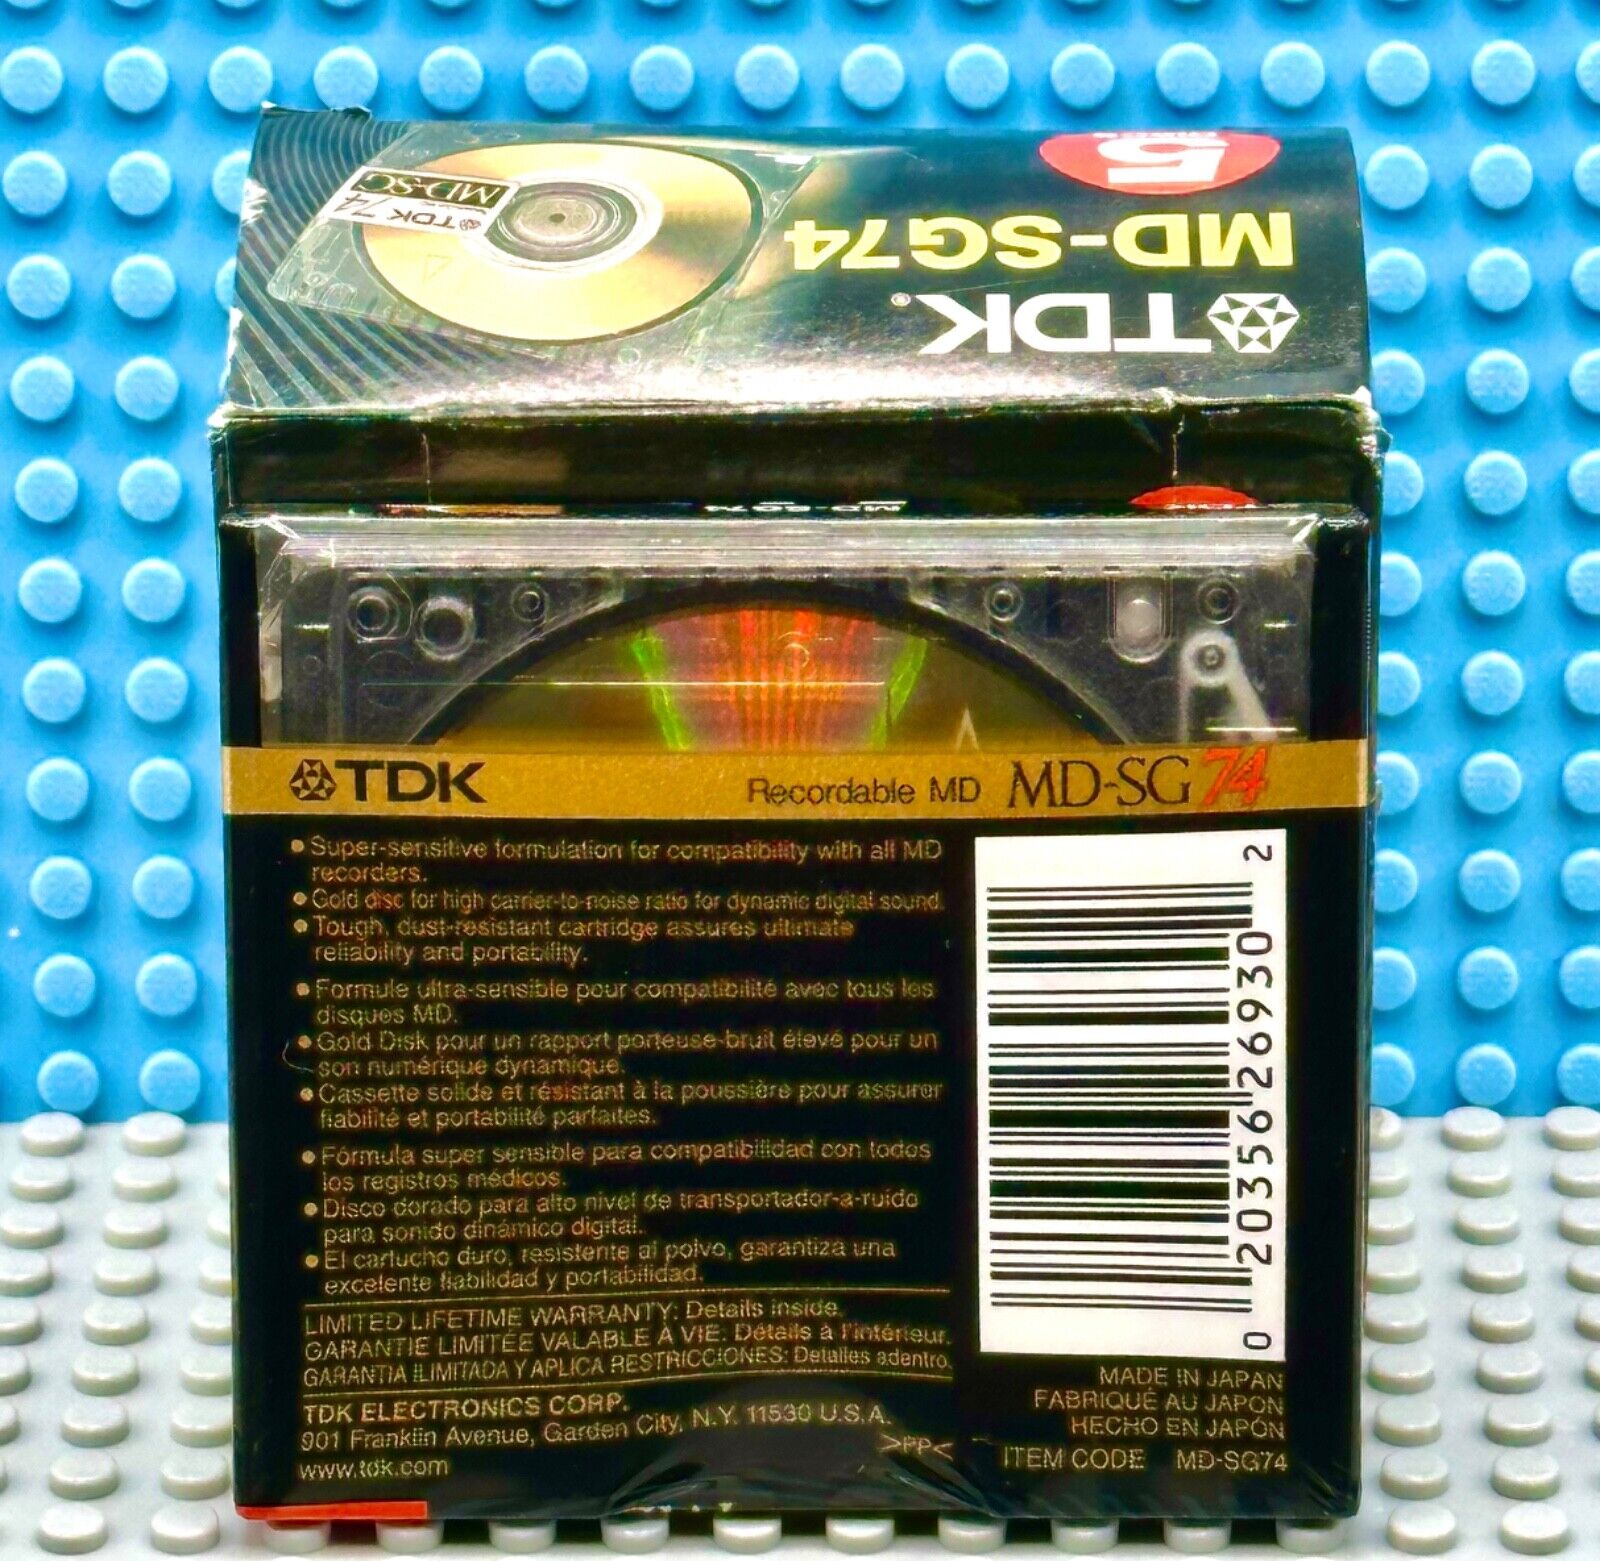 5
MD-SG74
TDK®
TDK 74
MD-SG
MD-SG74
TDK Recordable MD MD-SG 74
• Super-sensitive formulation for compatibility with all MD
recorders.
• Gold disc for high carrier-to-noise ratio for dynamic digital sound.
• Tough, dust-resistant cartridge assures ultimate
reliability and portability.
• Formule ultra-sensible pour compatibilité avec tous les
disques MD.
• Gold Disk pour un rapport porteuse-bruit élevé pour un
son numérique dynamique.
• Cassette solide et résistant à la poussière pour assurer
fiabilité et portabilité parfaites.
• Fórmula super sensible para compatibilidad con todos
los registros médicos.
• Disco dorado para alto nivel de transportador-a-ruído
para sonido dinámico digital.
• El cartucho duro, resistente al polvo, garantiza una
excelente fiabilidad y portabilidad.
LIMITED LIFETIME WARRANTY: Details inside.
GARANTIE LIMITÉE VALABLE À VIE: Détails à l'intérieur.
GARANTIA ILIMITADA Y APLICA RESTRICCIONES: Detalles adentro.
TDK ELECTRONICS CORP.
901 Franklin Avenue, Garden City, N.Y. 11530 U.S.A.
www.tdk.com
>PP<
0 20356 26930 2
MADE IN JAPAN
FABRIQUÉ AU JAPON
HECHO EN JAPÓN
ITEM CODE MD-SG74